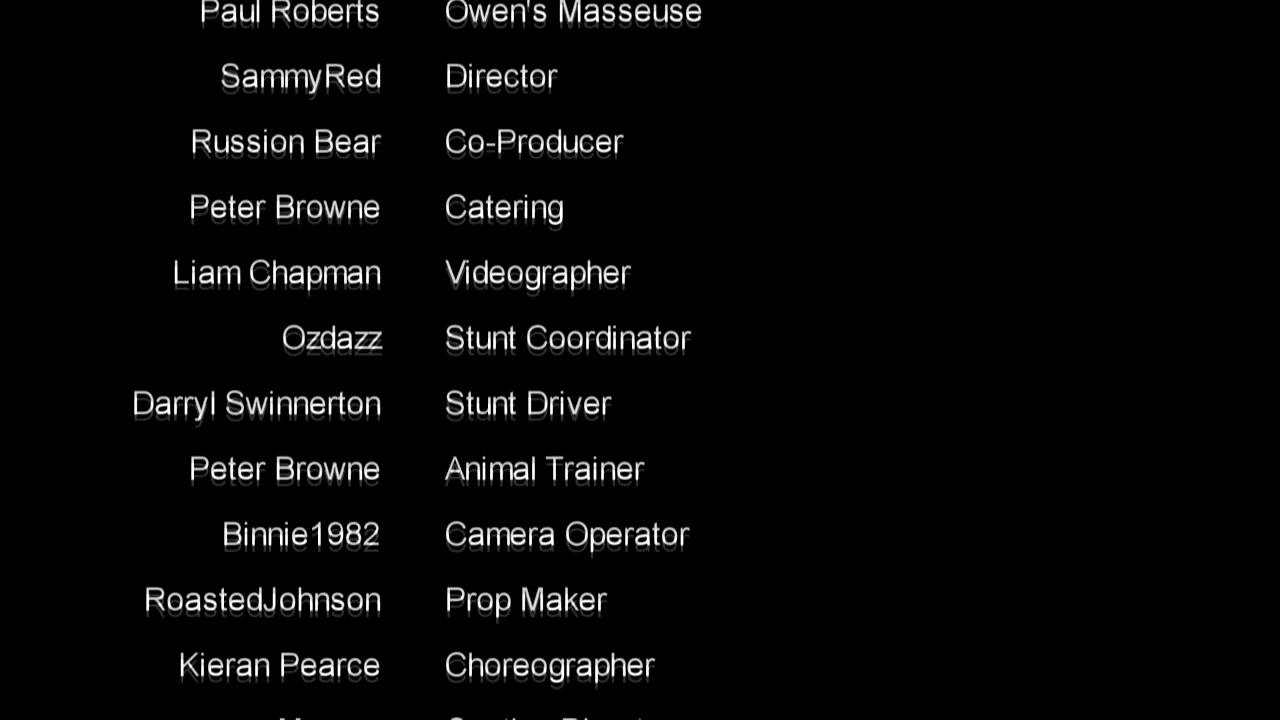 Paul Roberts Owen's Masseuse
SammyRed Director
Russion Bear Co-Producer
Peter Browne Catering
Liam Chapman Videographer
Ozdazz Stunt Coordinator
Darryl Swinnerton Stunt Driver
Peter Browne Animal Trainer
Binnie1982 Camera Operator
RoastedJohnson Prop Maker
Kieran Pearce Choreographer